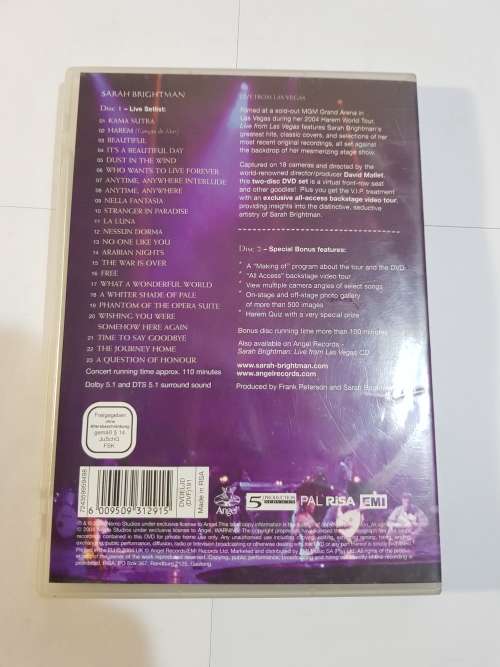 SARAH BRIGHTMAN
Disc 1 – Live Setlist:
01 KAMA SUTRA
02 HAREM (Cançao do Mar)
03 BEAUTIFUL
04 IT'S A BEAUTIFUL DAY
05 DUST IN THE WIND
06 WHO WANTS TO LIVE FOREVER
07 ANYTIME, ANYWHERE INTERLUDE
08 ANYTIME, ANYWHERE
09 NELLA FANTASIA
10 STRANGER IN PARADISE
11 LA LUNA
12 NESSUN DORMA
13 NO-ONE LIKE YOU
14 ARABIAN NIGHTS
15 THE WAR IS OVER
16 FREE
17 WHAT A WONDERFUL WORLD
18 A WHITER SHADE OF PALE
19 PHANTOM OF THE OPERA SUITE
20 WISHING YOU WERE
SOMEHOW HERE AGAIN
21 TIME TO SAY GOODBYE
22 THE JOURNEY HOME
23 A QUESTION OF HONOUR
Concert running time approx. 110 minutes
Dolby 5.1 and DTS 5.1 surround sound
LIVE FROM LAS VEGAS
Filmed at a sold-out MGM Grand Arena in
Las Vegas during her 2004 Harem World Tour,
Live from Las Vegas features Sarah Brightman's
greatest hits, classic covers, and selections of her
most recent original recordings, all set against
the backdrop of her mesmerizing stage show.
Captured on 18 cameras and directed by the
world-renowned director/producer David Mallet,
this two-disc DVD set is a virtual front-row seat
and other goodies! Plus you get the V.I.P. treatment
with an exclusive all-access backstage video tour,
providing insights into the distinctive, seductive
artistry of Sarah Brightman.
Disc 2 – Special Bonus features:
• A "Making of" program about the tour and the DVD
• "All Access" backstage video tour
• View multiple camera angles of select songs
• On-stage and off-stage photo gallery
of more than 500 images
• Harem Quiz with a very special prize
Bonus disc running time more than 100 minutes
Also available on Angel Records –
Sarah Brightman: Live from Las Vegas CD
www.sarah-brightman.com
www.angelrecords.com
Produced by Frank Peterson and Sarah Brightman
Freigegeben
ohne
Altersbeschränkung
gemäß § 14
JuSchG
FSK
6 009509 312915
DVDEJD
(DVF)191
Made in RSA
Angel
5 PRODUCTION
SERVICES
PAL RiSA EMI